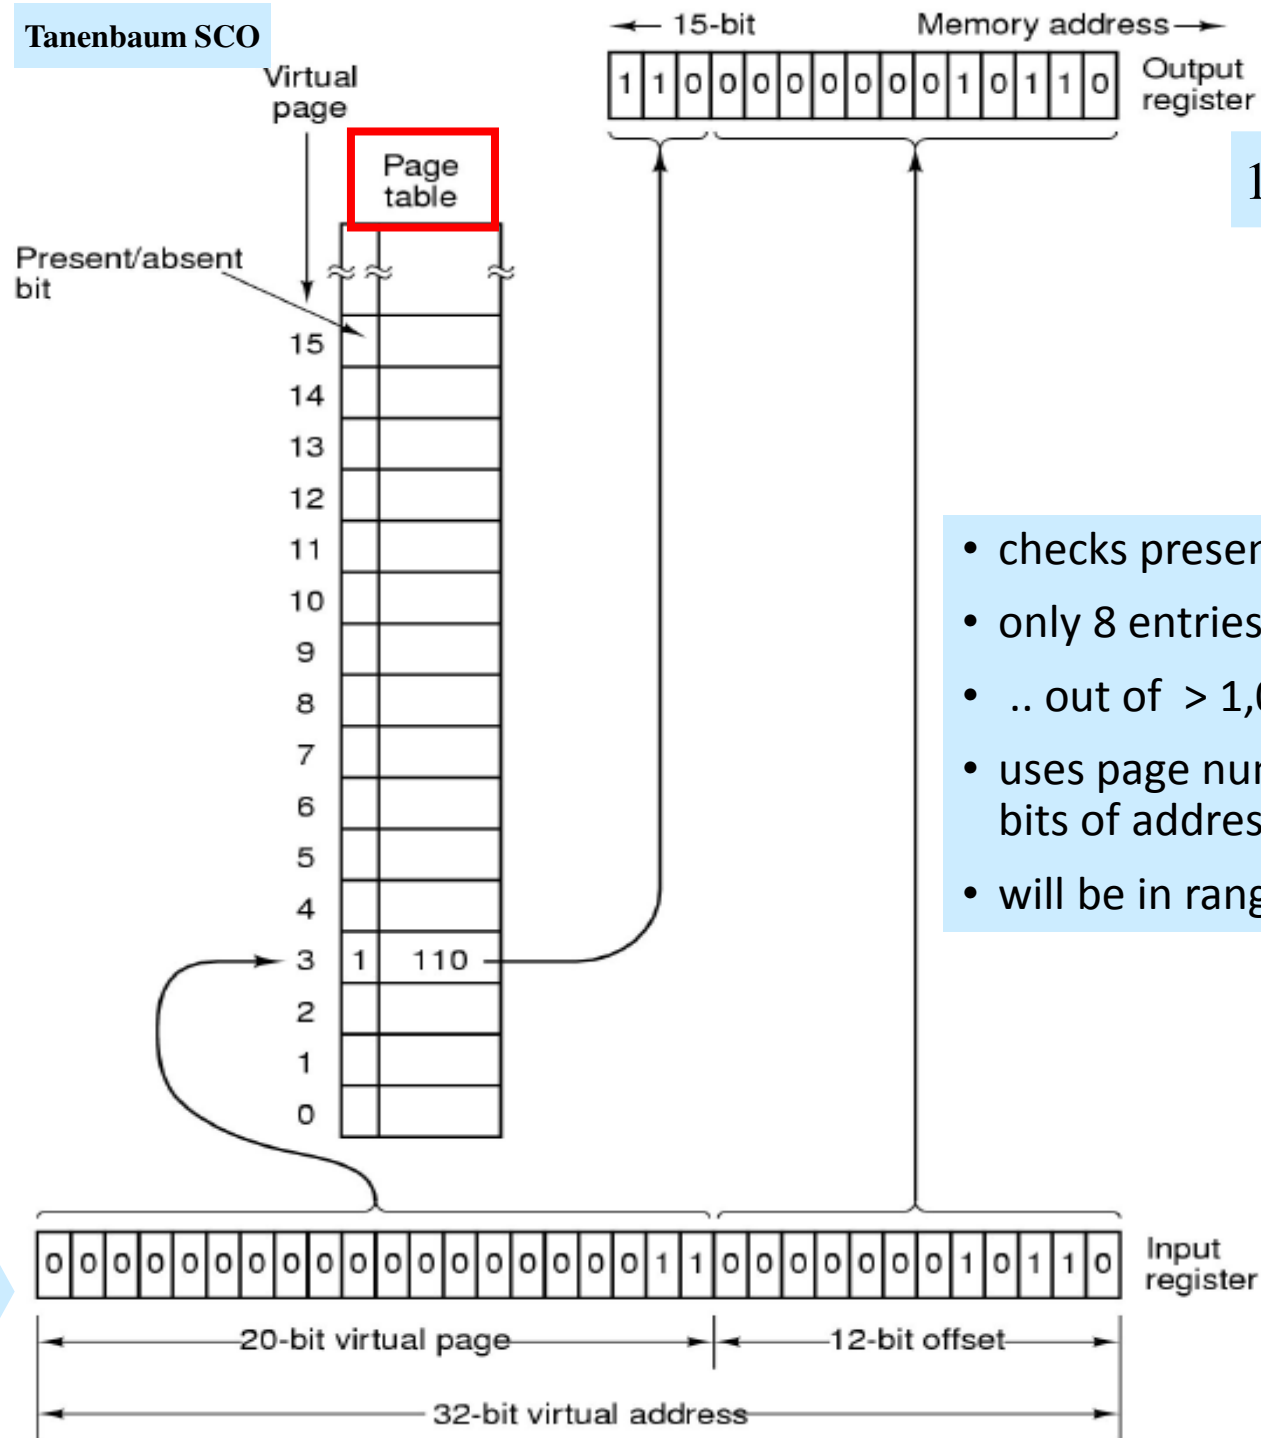 Tanenbaum SCO
15-bit Memory address
1 1 0 0 0 0 0 0 0 0 1 0 1 1 0
Output
register
Virtual
page
Page
table
1
Present/absent
bit
15
14
13
12
11
10
9
8
7
6
5
4
3 1 110
2
1
0
• checks presen
• only 8 entries
• .. out of > 1,0
• uses page nu
bits of addres
• will be in rang
0 0 0 0 0 0 0 0 0 0 0 0 0 0 0 0 0 0 1 1 0 0 0 0 0 0 0 1 0 1 1 0
Input
register
20-bit virtual page
12-bit offset
32-bit virtual address